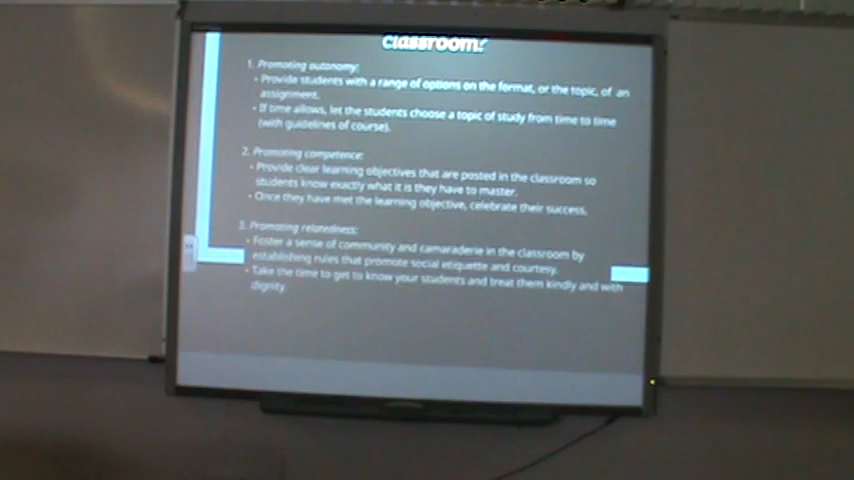 classroom?
1. Promoting autonomy:
• Provide students with a range of options on the format, or the topic, of an
assignment.
• If time allows, let the students choose a topic of study from time to time
(with guidelines of course).
2. Promoting competence:
• Provide clear learning objectives that are posted in the classroom so
students know exactly what it is they have to master.
• Once they have met the learning objective, celebrate their success.
3. Promoting relatedness:
• Foster a sense of community and camaraderie in the classroom by
establishing rules that promote social etiquette and courtesy.
• Take the time to get to know your students and treat them kindly and with
dignity.